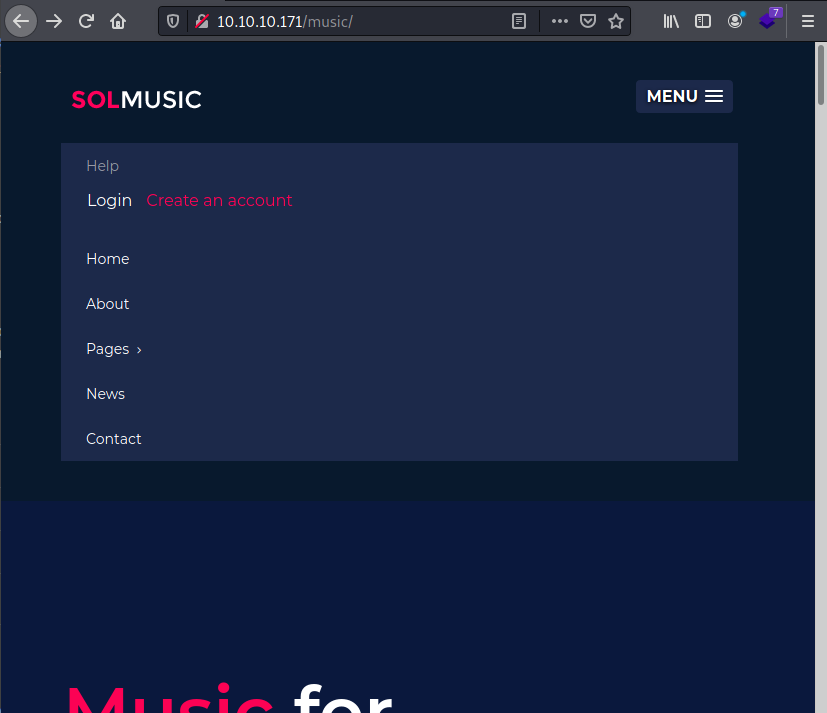 7
10.10.10.171/music/
SOLMUSIC
MENU
Help
Login Create an account
Home
About
Pages ›
News
Contact
Music for